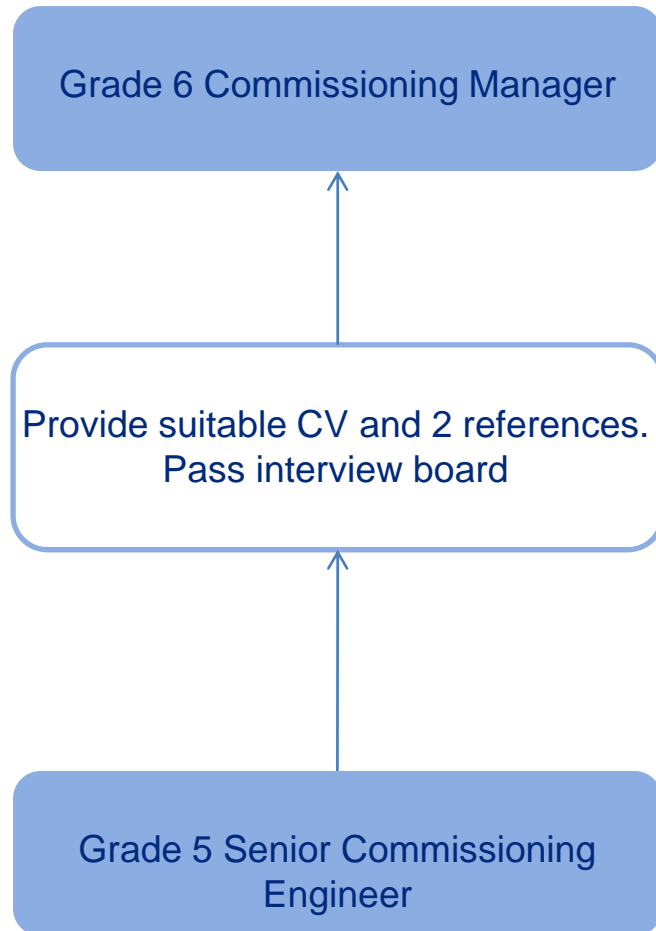 Grade 6 Commissioning Manager
Provide suitable CV and 2 references.
Pass interview board
Grade 5 Senior Commissioning
Engineer